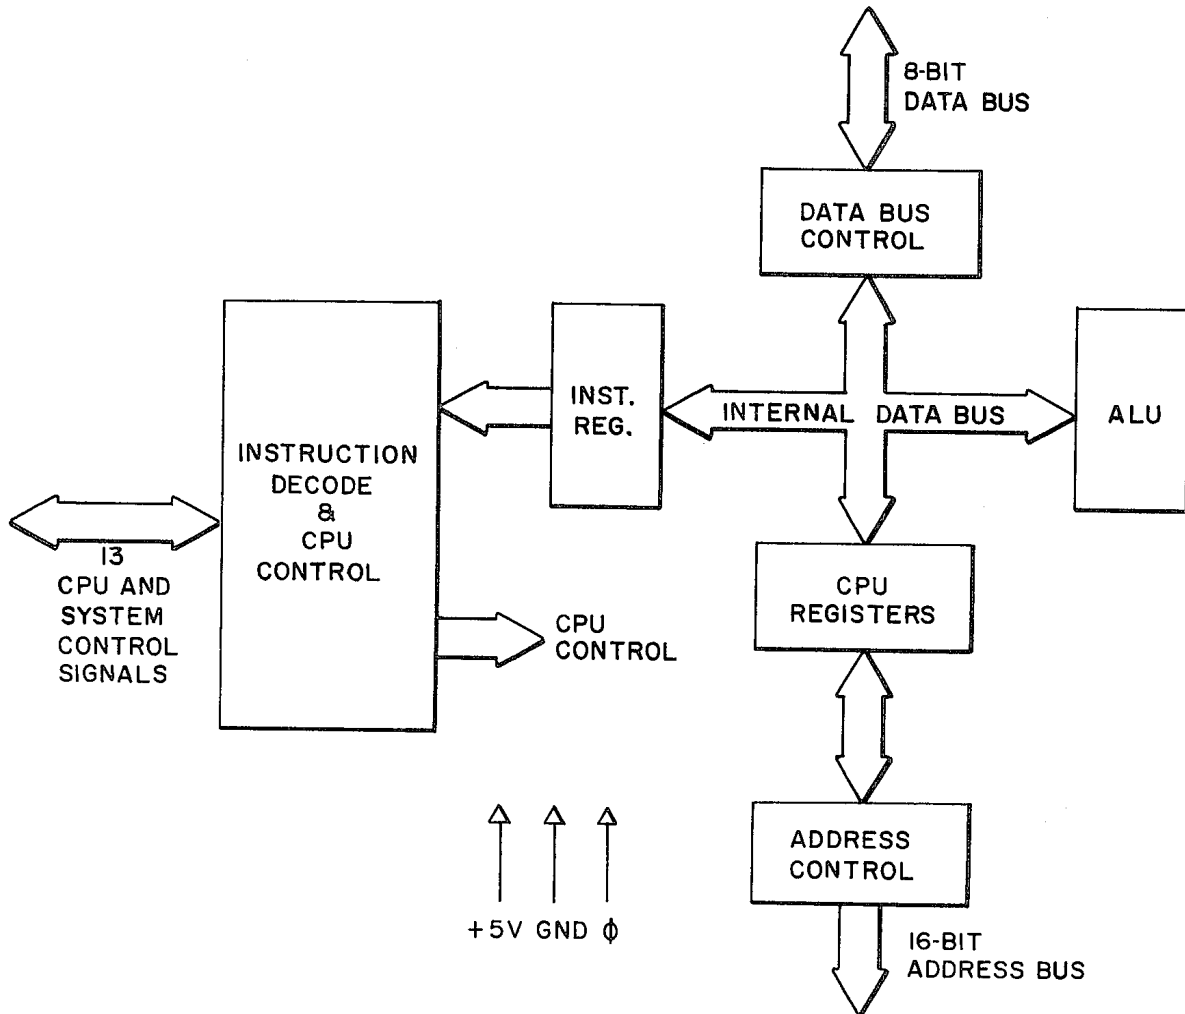 8-BIT
DATA BUS
DATA BUS
CONTROL
INST.
REG.
INTERNAL DATA BUS
ALU
INSTRUCTION
DECODE
&
CPU
CONTROL
13
CPU AND
SYSTEM
CONTROL
SIGNALS
CPU
REGISTERS
CPU
CONTROL
ADDRESS
CONTROL
+5V GND ϕ
16-BIT
ADDRESS BUS